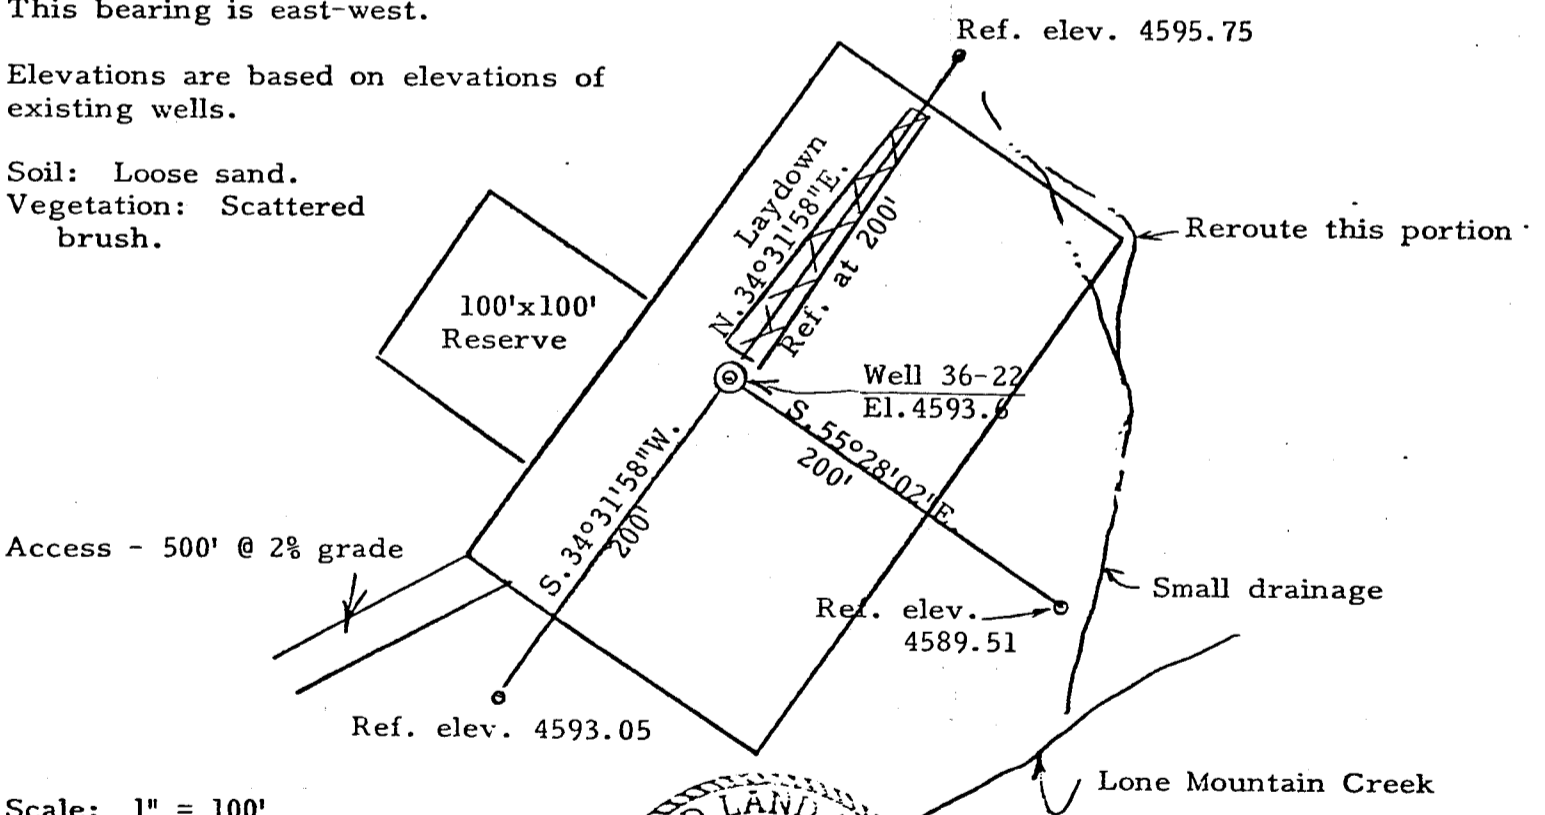 This bearing is east-west.
Ref. elev. 4595.75
Elevations are based on elevations of
existing wells.
Soil: Loose sand.
Vegetation: Scattered
brush.
Laydown
N.34°31'58"E.
Ref. at 200'
Reroute this portion
100'x100'
Reserve
Well 36-22
El.4593.6
S.55°28'02"E.
200'
S.34°31'58"W.
200'
Access - 500' @ 2% grade
Small drainage
Ref. elev.
4589.51
Ref. elev. 4593.05
Lone Mountain Creek
Scale: 1" = 100'
LAND